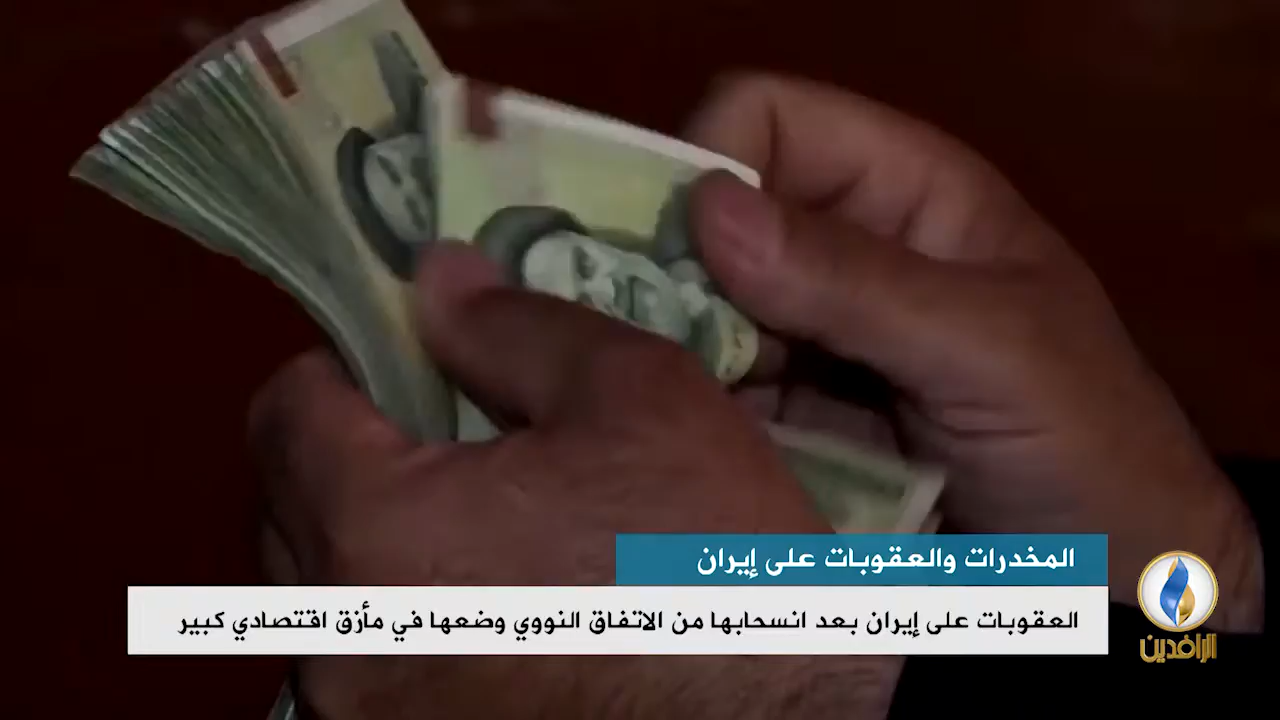 المخدرات والعقوبات على إيران
العقوبات على إيران بعد انسحابها من الاتفاق النووي وضعها في مأزق اقتصادي كبير
الرافدين